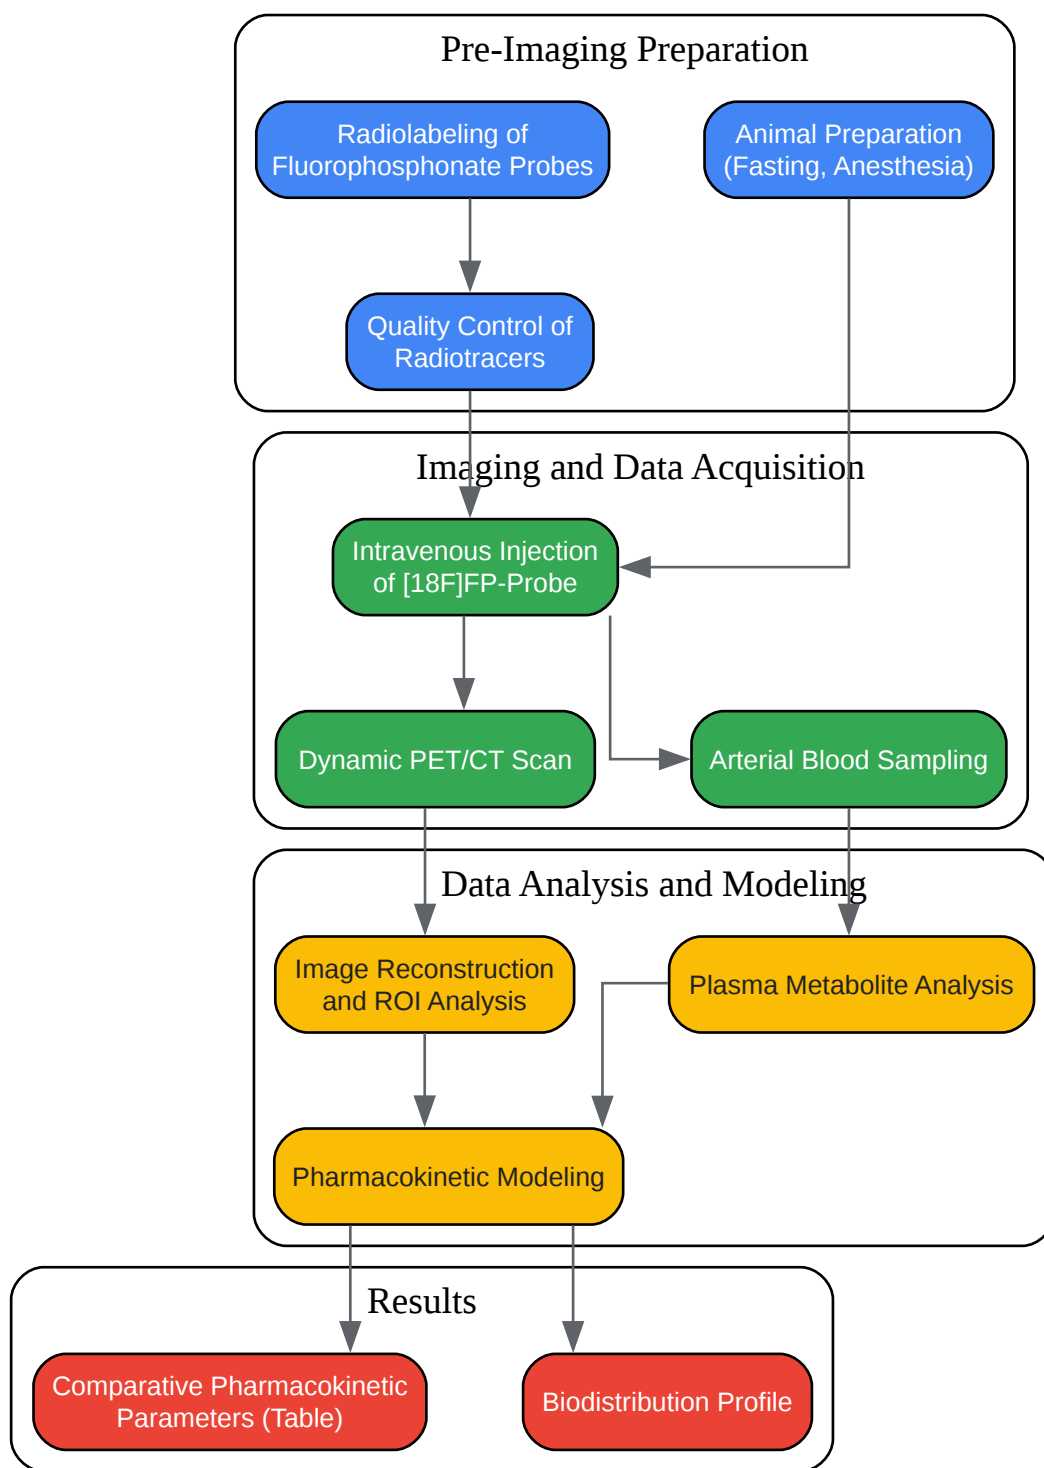 Pre-Imaging Preparation
Radiolabeling of
Fluorophosphonate Probes
Animal Preparation
(Fasting, Anesthesia)
Quality Control of
Radiotracers
Imaging and Data Acquisition
Intravenous Injection
of [18F]FP-Probe
Dynamic PET/CT Scan
Arterial Blood Sampling
Data Analysis and Modeling
Image Reconstruction
and ROI Analysis
Plasma Metabolite Analysis
Pharmacokinetic Modeling
Results
Comparative Pharmacokinetic
Parameters (Table)
Biodistribution Profile